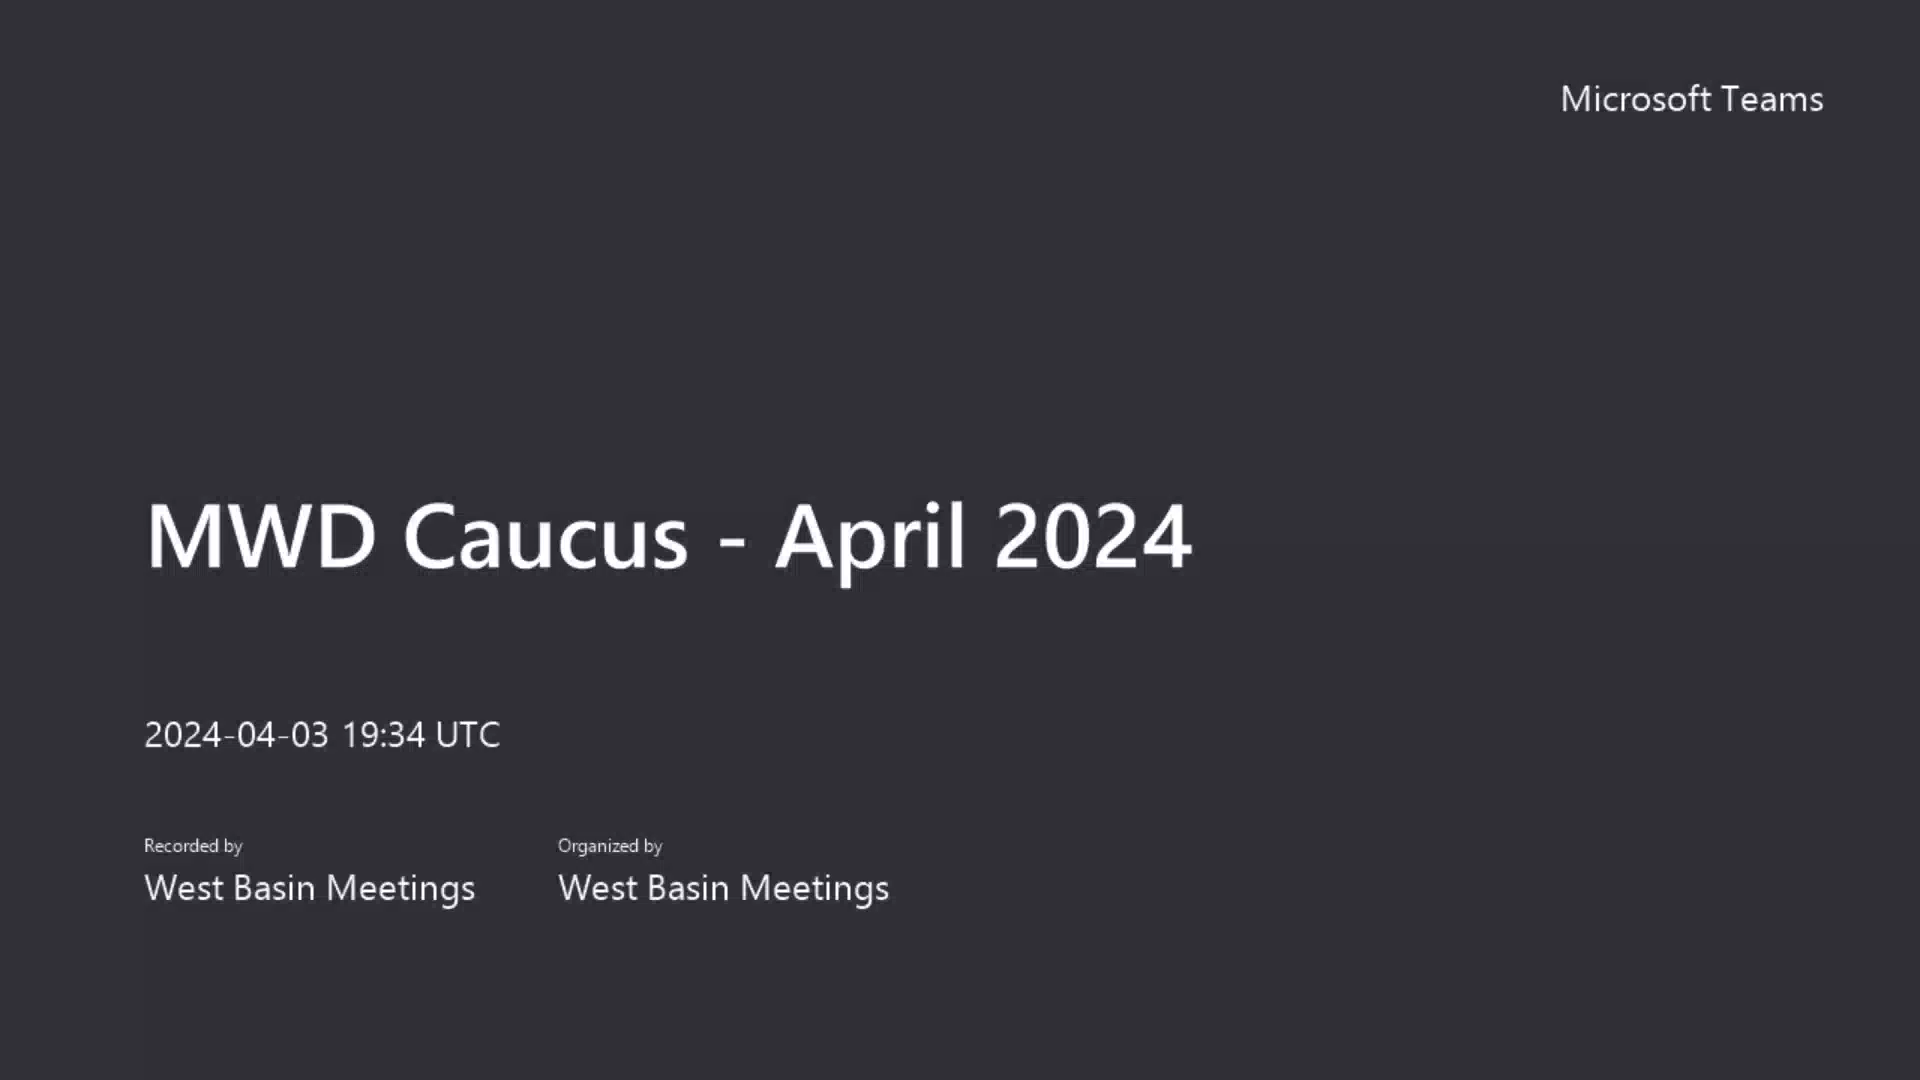 Microsoft Teams
MWD Caucus - April 2024
2024-04-03 19:34 UTC
Recorded by
West Basin Meetings
Organized by
West Basin Meetings